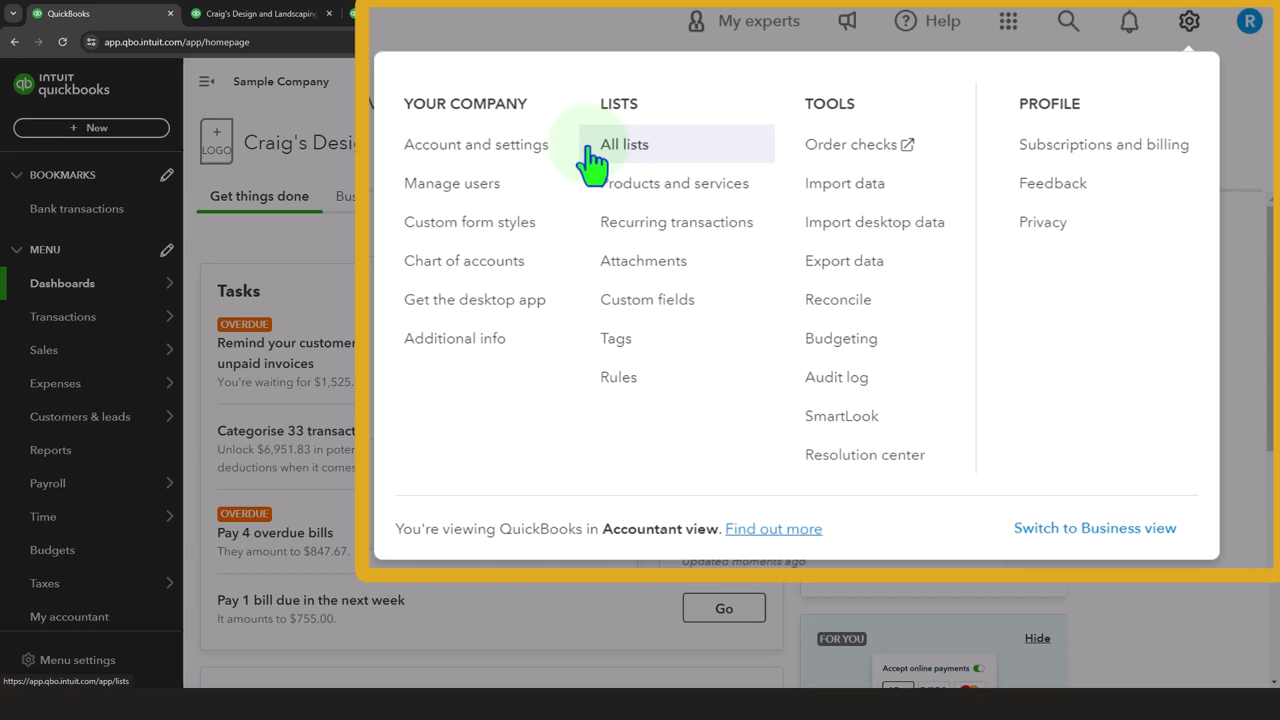 QuickBooks
Craig's Design and Landscaping
app.qbo.intuit.com/app/homepage
INTUIT
quickbooks
+ New
BOOKMARKS
Bank transactions
MENU
Dashboards
Transactions
Sales
Expenses
Customers & leads
Reports
Payroll
Time
Budgets
Taxes
My accountant
Menu settings
https://app.qbo.intuit.com/app/lists
Sample Company
+
LOGO
Craig's Desi
Get things done
Bus
Tasks
OVERDUE
Remind your customer
unpaid invoices
You're waiting for $1,525.
Categorise 33 transact
Unlock $6,951.83 in poter
deductions when it comes
OVERDUE
Pay 4 overdue bills
They amount to $847.67.
Pay 1 bill due in the next week
It amounts to $755.00.
Go
My experts
Help
R
YOUR COMPANY
Account and settings
Manage users
Custom form styles
Chart of accounts
Get the desktop app
Additional info
LISTS
All lists
Products and services
Recurring transactions
Attachments
Custom fields
Tags
Rules
TOOLS
Order checks
Import data
Import desktop data
Export data
Reconcile
Budgeting
Audit log
SmartLook
Resolution center
PROFILE
Subscriptions and billing
Feedback
Privacy
You're viewing QuickBooks in Accountant view. Find out more
Switch to Business view
Updated moments ago
FOR YOU
Hide
Accept online payments